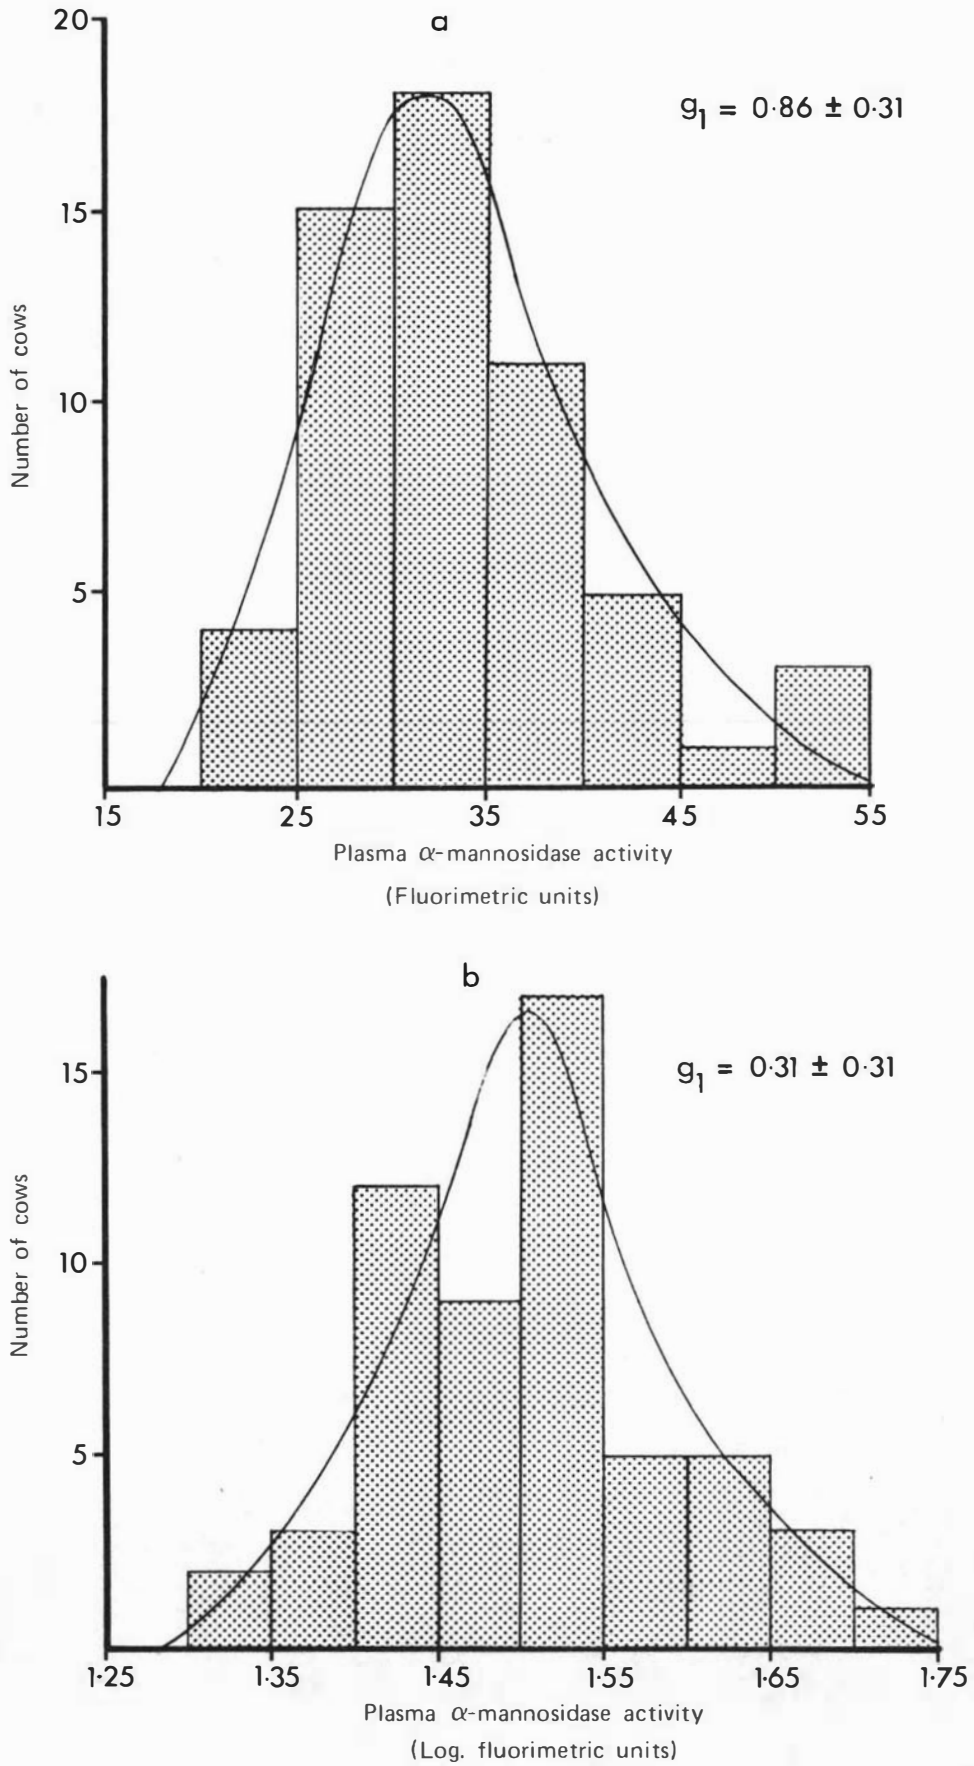 a
20
g1 = 0·86 ± 0·31
15
10
5
Number of cows
15 25 35 45 55
Plasma α-mannosidase activity
(Fluorimetric units)
b
g1 = 0·31 ± 0·31
15
10
5
Number of cows
1·25 1·35 1·45 1·55 1·65 1·75
Plasma α-mannosidase activity
(Log. fluorimetric units)